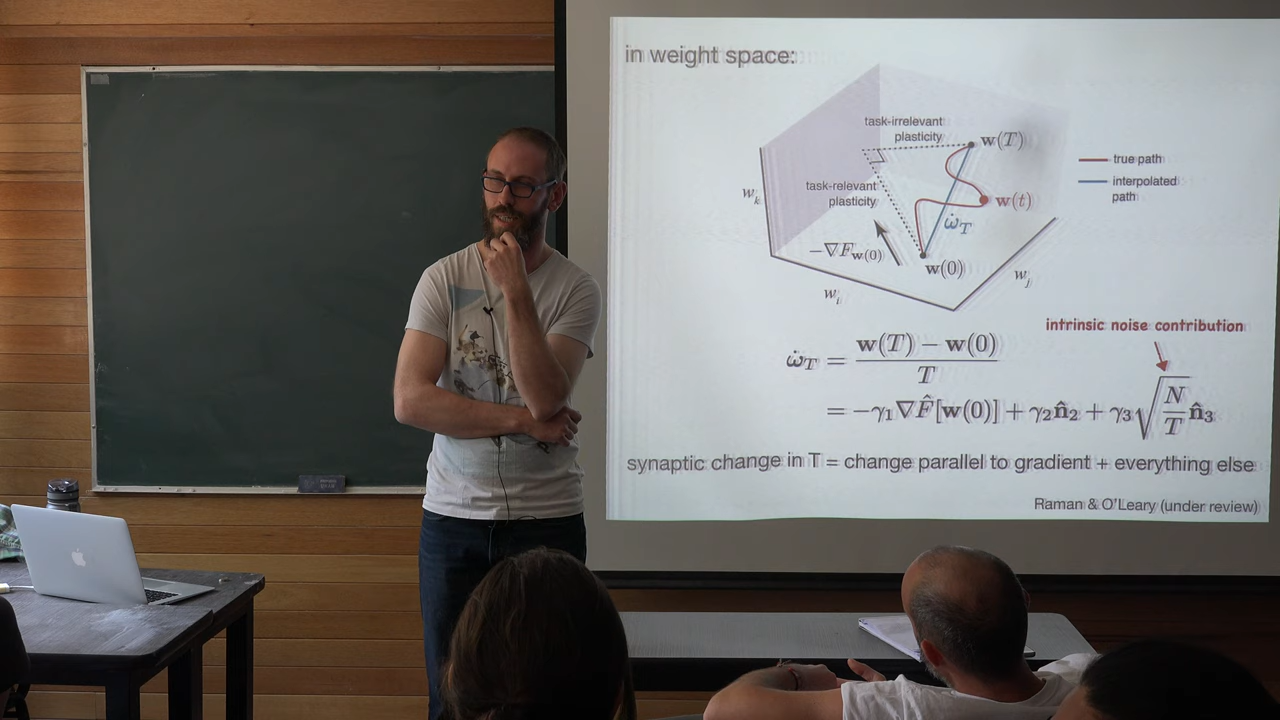 in weight space:
task-irrelevant
plasticity
w(T)
true path
interpolated
path
task-relevant
plasticity
w_k
w(t)
ω̇_T
−∇F_w(0)
w(0)
w_i
w_j
intrinsic noise contribution
ω̇_T = (w(T) − w(0)) / T
= −γ₁∇F̂[w(0)] + γ₂n̂₂ + γ₃√(N/T) n̂₃
synaptic change in T = change parallel to gradient + everything else
Raman & O'Leary (under review)